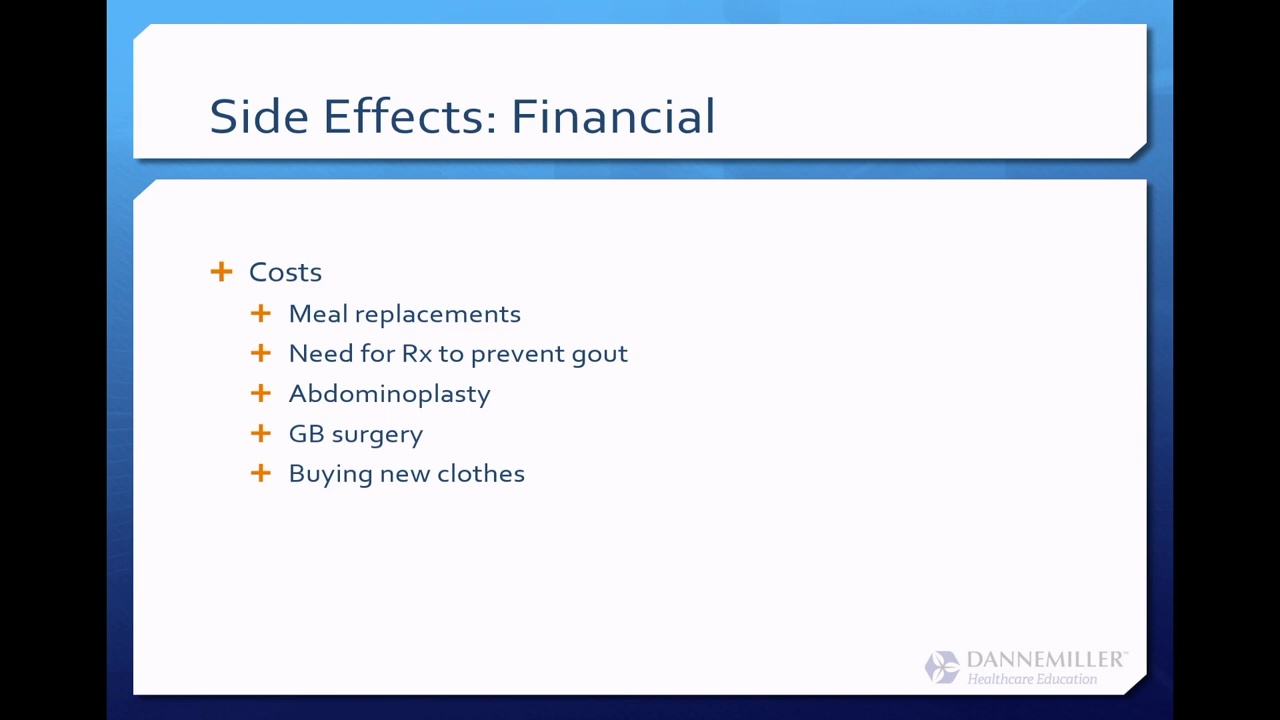 Side Effects: Financial
Costs
Meal replacements
Need for Rx to prevent gout
Abdominoplasty
GB surgery
Buying new clothes
DANNEMILLER™
Healthcare Education